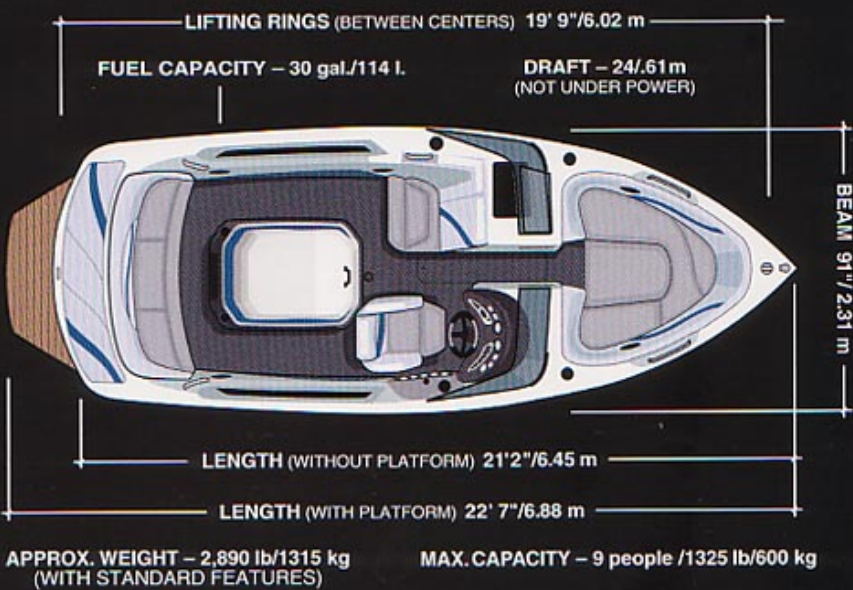 LIFTING RINGS (BETWEEN CENTERS) 19' 9"/6.02 m
FUEL CAPACITY – 30 gal./114 l.
DRAFT – 24/.61m
(NOT UNDER POWER)
BEAM 91"/ 2.31 m
LENGTH (WITHOUT PLATFORM) 21'2"/6.45 m
LENGTH (WITH PLATFORM) 22' 7"/6.88 m
APPROX. WEIGHT – 2,890 lb/1315 kg
(WITH STANDARD FEATURES)
MAX. CAPACITY – 9 people /1325 lb/600 kg